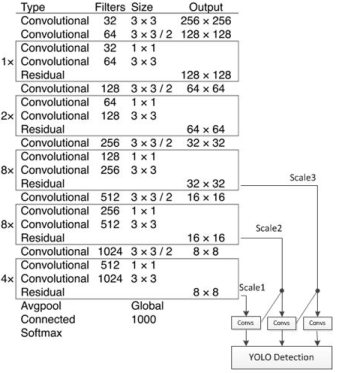 Type Filters Size Output
Convolutional 32 3 × 3 256 × 256
Convolutional 64 3 × 3 / 2 128 × 128
Convolutional 32 1 × 1
1× Convolutional 64 3 × 3
Residual 128 × 128
Convolutional 128 3 × 3 / 2 64 × 64
Convolutional 64 1 × 1
2× Convolutional 128 3 × 3
Residual 64 × 64
Convolutional 256 3 × 3 / 2 32 × 32
Convolutional 128 1 × 1
8× Convolutional 256 3 × 3
Residual 32 × 32
Scale3
Convolutional 512 3 × 3 / 2 16 × 16
Convolutional 256 1 × 1
8× Convolutional 512 3 × 3
Residual 16 × 16
Scale2
Convolutional 1024 3 × 3 / 2 8 × 8
Convolutional 512 1 × 1
4× Convolutional 1024 3 × 3
Residual 8 × 8
Scale1
Avgpool Global
Connected 1000
Softmax
Convs Convs Convs
YOLO Detection